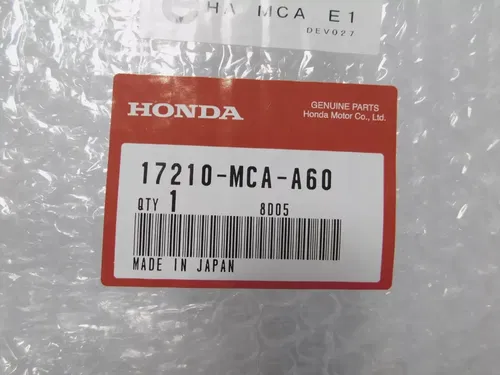 HA MCA E1
DEV027
HONDA
GENUINE PARTS
Honda Motor Co., Ltd.
17210-MCA-A60
QTY 1 8D05
MADE IN JAPAN